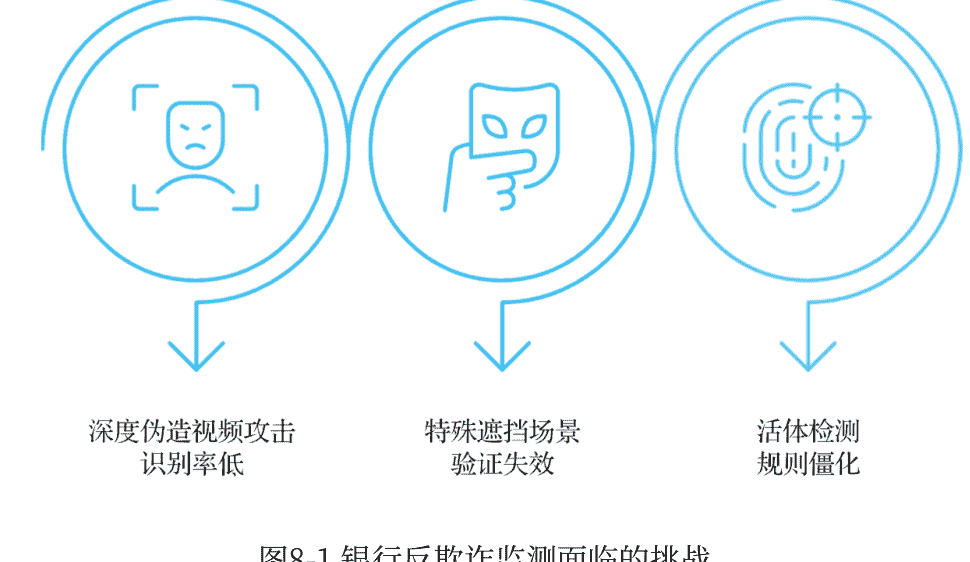 深度伪造视频攻击
识别率低
特殊遮挡场景
验证失效
活体检测
规则僵化
图8-1 银行反欺诈监测面临的挑战